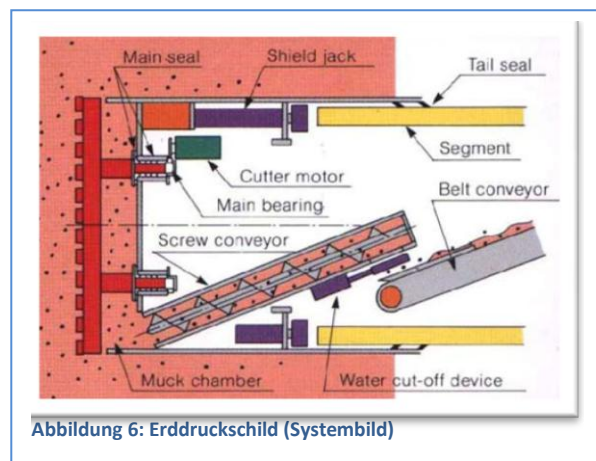 Main seal
Shield jack
Tail seal
Segment
Cutter motor
Belt conveyor
Main bearing
Screw conveyor
Muck chamber
Water cut-off device
Abbildung 6: Erddruckschild (Systembild)